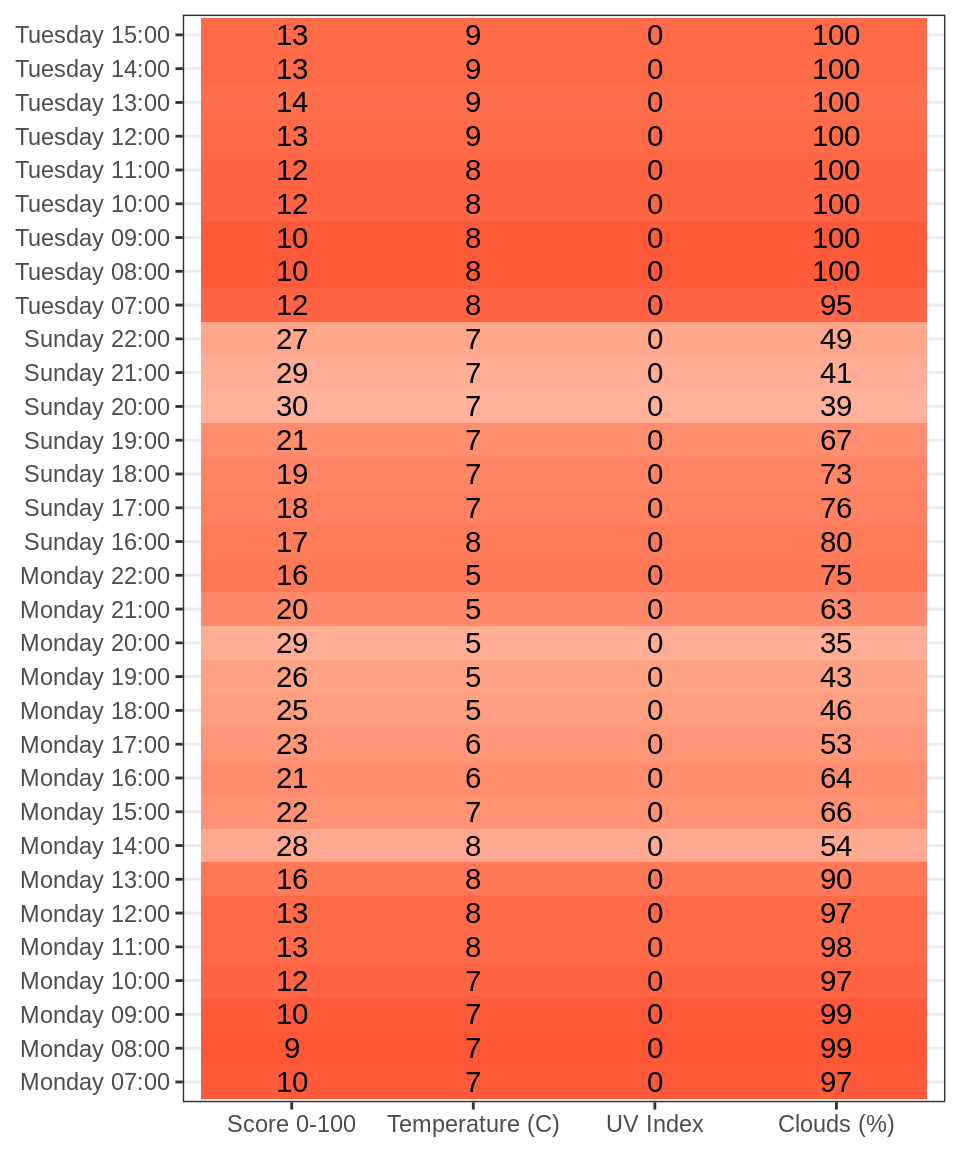 Tuesday 15:00 13 9 0 100
Tuesday 14:00 13 9 0 100
Tuesday 13:00 14 9 0 100
Tuesday 12:00 13 9 0 100
Tuesday 11:00 12 8 0 100
Tuesday 10:00 12 8 0 100
Tuesday 09:00 10 8 0 100
Tuesday 08:00 10 8 0 100
Tuesday 07:00 12 8 0 95
Sunday 22:00 27 7 0 49
Sunday 21:00 29 7 0 41
Sunday 20:00 30 7 0 39
Sunday 19:00 21 7 0 67
Sunday 18:00 19 7 0 73
Sunday 17:00 18 7 0 76
Sunday 16:00 17 8 0 80
Monday 22:00 16 5 0 75
Monday 21:00 20 5 0 63
Monday 20:00 29 5 0 35
Monday 19:00 26 5 0 43
Monday 18:00 25 5 0 46
Monday 17:00 23 6 0 53
Monday 16:00 21 6 0 64
Monday 15:00 22 7 0 66
Monday 14:00 28 8 0 54
Monday 13:00 16 8 0 90
Monday 12:00 13 8 0 97
Monday 11:00 13 8 0 98
Monday 10:00 12 7 0 97
Monday 09:00 10 7 0 99
Monday 08:00 9 7 0 99
Monday 07:00 10 7 0 97
Score 0-100 Temperature (C) UV Index Clouds (%)